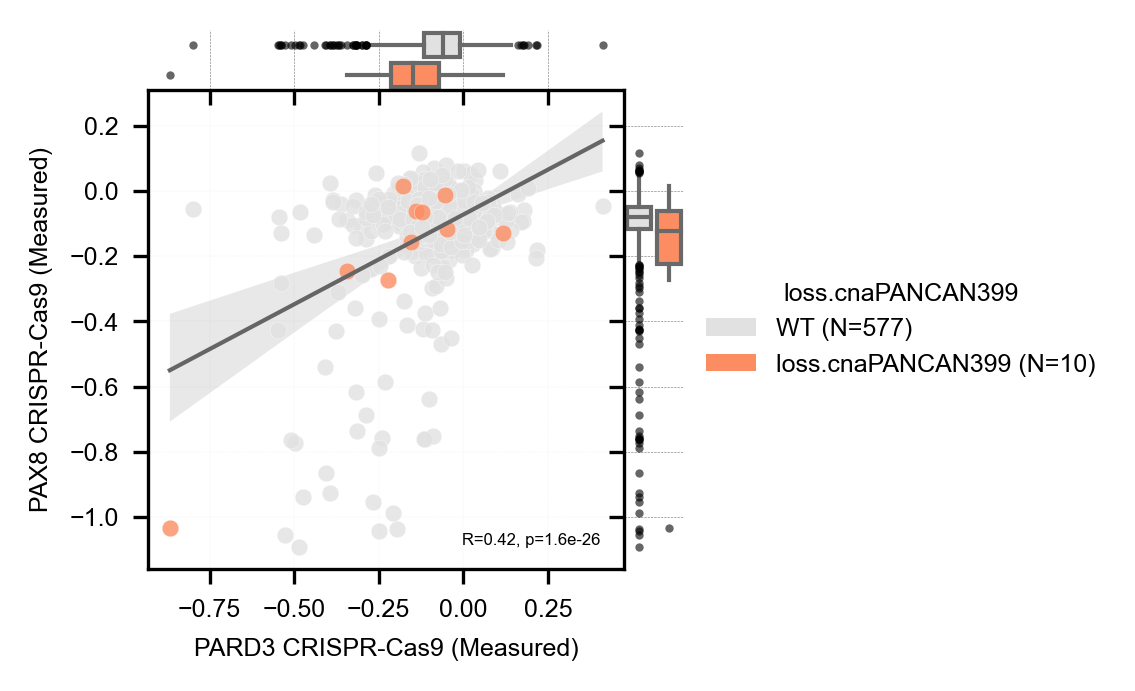 0.2
0.0
−0.2
−0.4
−0.6
−0.8
−1.0
PAX8 CRISPR-Cas9 (Measured)
R=0.42, p=1.6e-26
−0.75
−0.50
−0.25
0.00
0.25
PARD3 CRISPR-Cas9 (Measured)
loss.cnaPANCAN399
WT (N=577)
loss.cnaPANCAN399 (N=10)